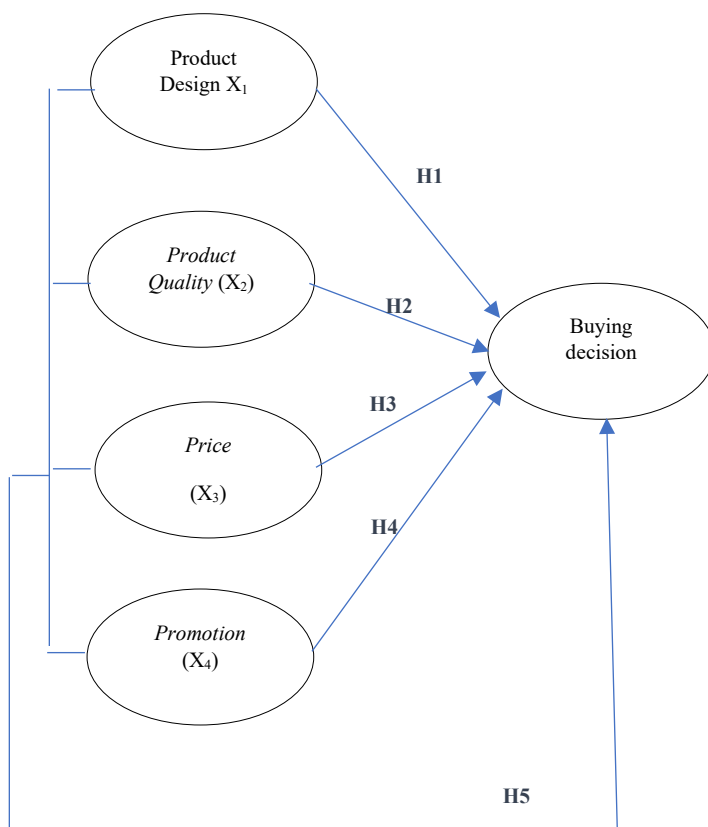 Product
Design X₁
H1
Product
Quality (X₂)
H2
Buying
decision
H3
Price
(X₃)
H4
Promotion
(X₄)
H5